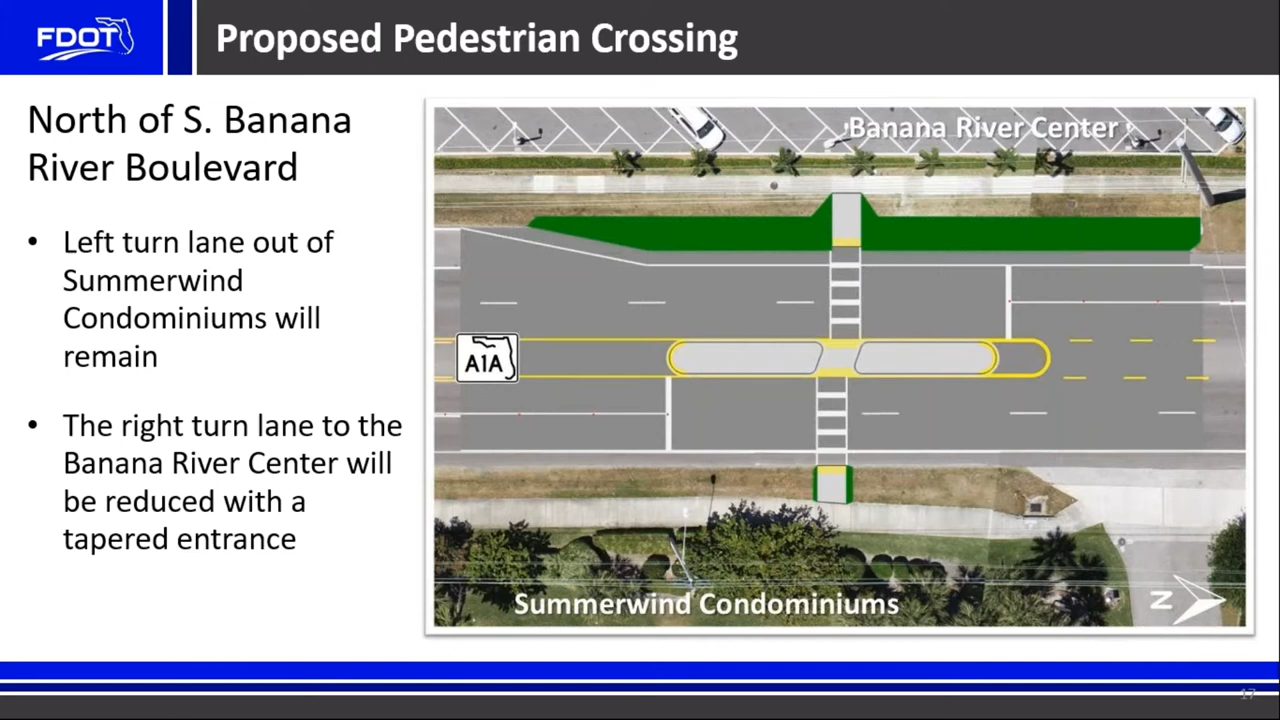 FDOT
Proposed Pedestrian Crossing
North of S. Banana
River Boulevard
• Left turn lane out of
Summerwind
Condominiums will
remain
• The right turn lane to the
Banana River Center will
be reduced with a
tapered entrance
Banana River Center
A1A
Summerwind Condominiums
N
17